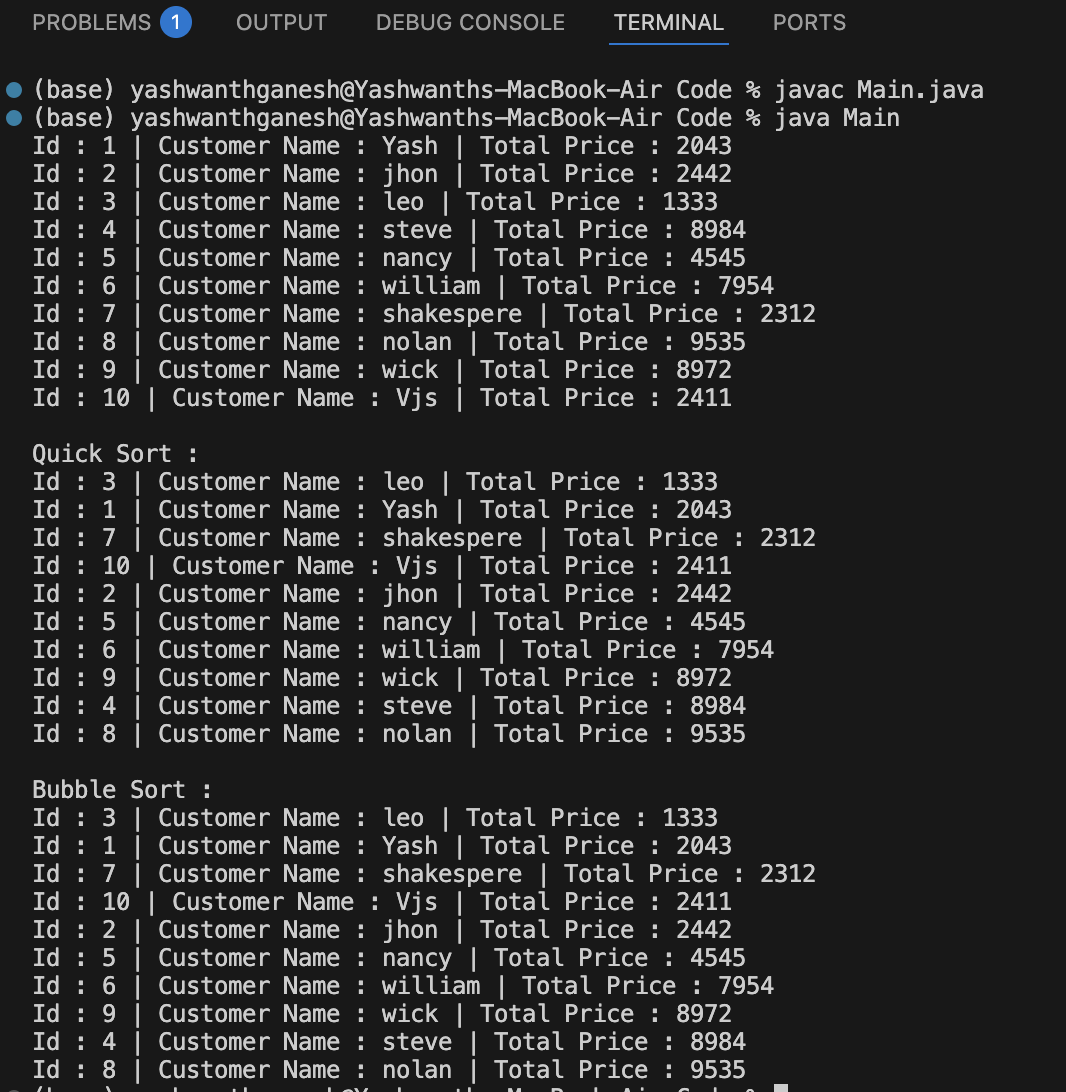 PROBLEMS 1 OUTPUT DEBUG CONSOLE TERMINAL PORTS
(base) yashwanthganesh@Yashwanths-MacBook-Air Code % javac Main.java
(base) yashwanthganesh@Yashwanths-MacBook-Air Code % java Main
Id : 1 | Customer Name : Yash | Total Price : 2043
Id : 2 | Customer Name : jhon | Total Price : 2442
Id : 3 | Customer Name : leo | Total Price : 1333
Id : 4 | Customer Name : steve | Total Price : 8984
Id : 5 | Customer Name : nancy | Total Price : 4545
Id : 6 | Customer Name : william | Total Price : 7954
Id : 7 | Customer Name : shakespere | Total Price : 2312
Id : 8 | Customer Name : nolan | Total Price : 9535
Id : 9 | Customer Name : wick | Total Price : 8972
Id : 10 | Customer Name : Vjs | Total Price : 2411
Quick Sort :
Id : 3 | Customer Name : leo | Total Price : 1333
Id : 1 | Customer Name : Yash | Total Price : 2043
Id : 7 | Customer Name : shakespere | Total Price : 2312
Id : 10 | Customer Name : Vjs | Total Price : 2411
Id : 2 | Customer Name : jhon | Total Price : 2442
Id : 5 | Customer Name : nancy | Total Price : 4545
Id : 6 | Customer Name : william | Total Price : 7954
Id : 9 | Customer Name : wick | Total Price : 8972
Id : 4 | Customer Name : steve | Total Price : 8984
Id : 8 | Customer Name : nolan | Total Price : 9535
Bubble Sort :
Id : 3 | Customer Name : leo | Total Price : 1333
Id : 1 | Customer Name : Yash | Total Price : 2043
Id : 7 | Customer Name : shakespere | Total Price : 2312
Id : 10 | Customer Name : Vjs | Total Price : 2411
Id : 2 | Customer Name : jhon | Total Price : 2442
Id : 5 | Customer Name : nancy | Total Price : 4545
Id : 6 | Customer Name : william | Total Price : 7954
Id : 9 | Customer Name : wick | Total Price : 8972
Id : 4 | Customer Name : steve | Total Price : 8984
Id : 8 | Customer Name : nolan | Total Price : 9535